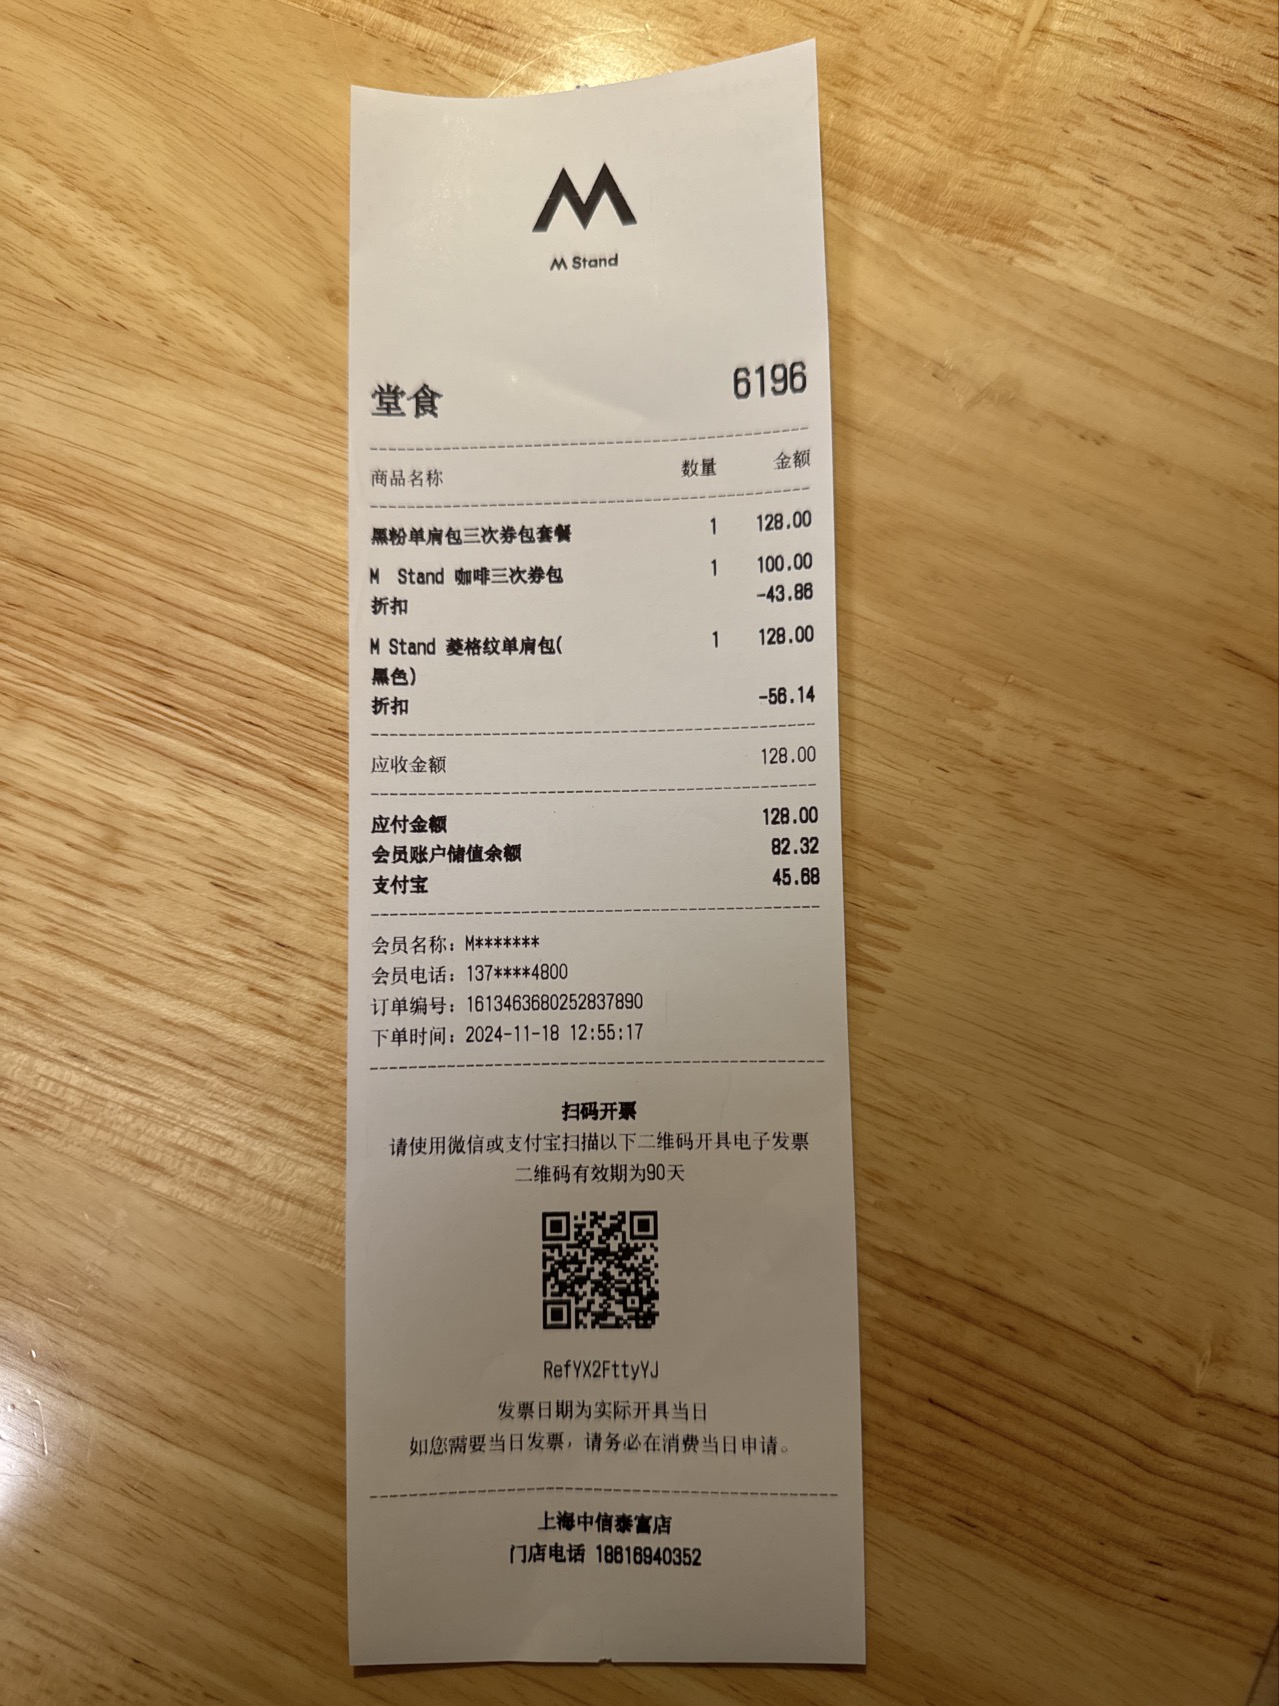 M Stand
堂食 6196
商品名称 数量 金额
黑粉单肩包三次券包套餐 1 128.00
M Stand 咖啡三次券包 1 100.00
折扣 -43.86
M Stand 菱格纹单肩包( 1 128.00
黑色)
折扣 -56.14
应收金额 128.00
应付金额 128.00
会员账户储值余额 82.32
支付宝 45.68
会员名称: M*******
会员电话: 137****4800
订单编号: 1613463680252837890
下单时间: 2024-11-18 12:55:17
扫码开票
请使用微信或支付宝扫描以下二维码开具电子发票
二维码有效期为90天
RefYX2FttyYJ
发票日期为实际开具当日
如您需要当日发票，请务必在消费当日申请。
上海中信泰富店
门店电话 18616940352